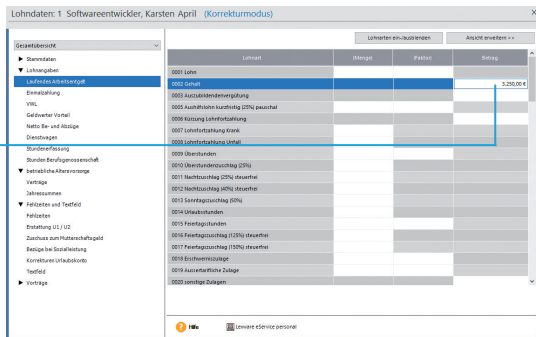 Lohndaten: 1 Softwareentwickler, Karsten April (Korrekturmodus)
Lohnarten ein-/ausblenden
Ansicht erweitern >>
Gesamtübersicht
Stammdaten
Lohnangaben
Laufendes Arbeitsentgelt
Einmalzahlung
VWL
Geldwerter Vorteil
Netto Be- und Abzüge
Dienstwagen
Stundenerfassung
Stunden Berufsgenossenschaft
betriebliche Altersvorsorge
Verträge
Jahressummen
Fehlzeiten und Textfeld
Fehlzeiten
Erstattung U1 / U2
Zuschuss zum Mutterschaftsgeld
Bezüge bei Sozialleistung
Korrekturen Urlaubskonto
Textfeld
Vorträge
Lohnart (Menge) (Faktor) Betrag
0001 Lohn
0002 Gehalt 3.250,00 €
0003 Auszubildendenvergütung
0005 Aushilfslohn kurzfristig (25%) pauschal
0006 Kürzung Lohnfortzahlung
0007 Lohnfortzahlung Krank
0008 Lohnfortzahlung Unfall
0009 Überstunden
0010 Überstundenzuschlag (25%)
0011 Nachtzuschlag (25%) steuerfrei
0012 Nachtzuschlag (40%) steuerfrei
0013 Sonntagszuschlag (50%)
0014 Urlaubsstunden
0015 Feiertagsstunden
0016 Feiertagszuschlag (125%) steuerfrei
0017 Feiertagszuschlag (150%) steuerfrei
0018 Erschwerniszulage
0019 Aussertarifliche Zulage
0020 sonstige Zulagen
Hilfe
Lexware eService personal